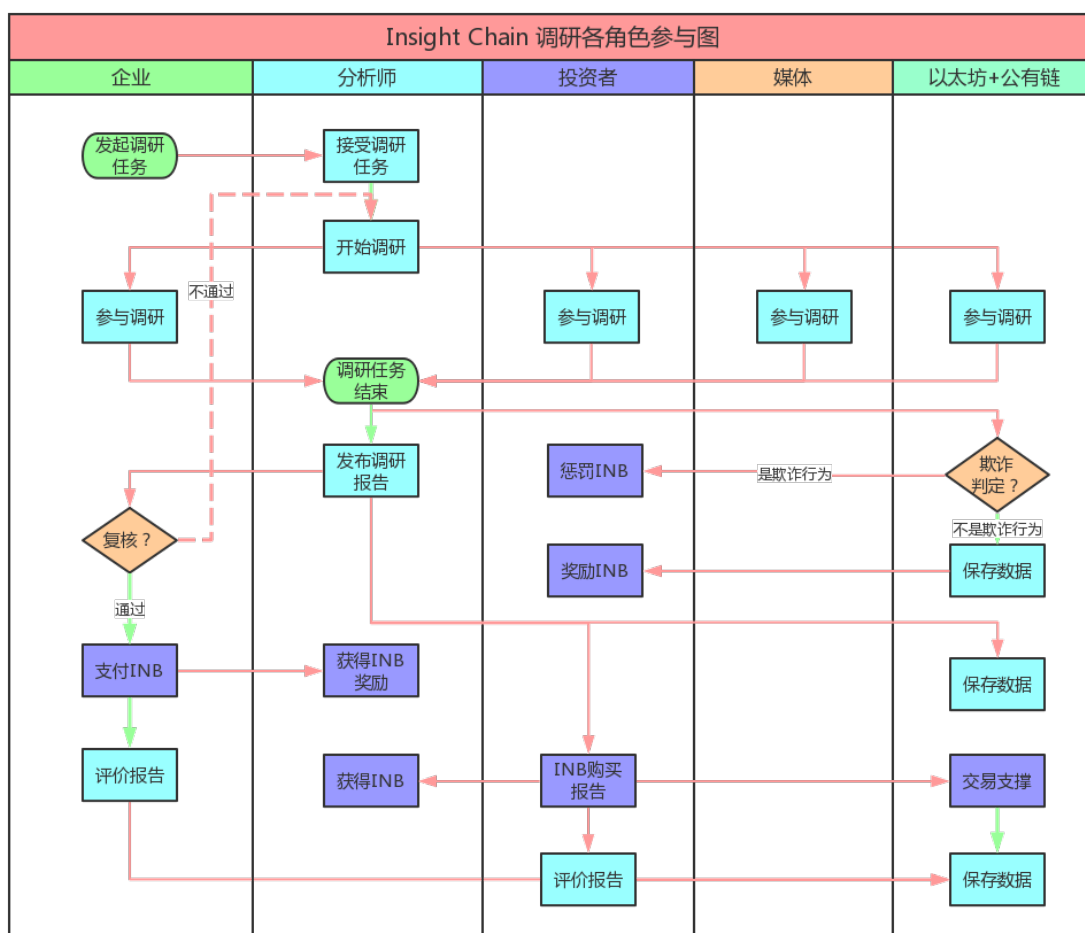 Insight Chain 调研各角色参与图
企业
分析师
投资者
媒体
以太坊+公有链
发起调研
任务
接受调研
任务
开始调研
不通过
参与调研
参与调研
参与调研
参与调研
调研任务
结束
发布调研
报告
惩罚INB
是欺诈行为
欺诈
判定？
复核？
不是欺诈行为
奖励INB
保存数据
通过
支付INB
获得INB
奖励
保存数据
评价报告
获得INB
INB购买
报告
交易支撑
评价报告
保存数据